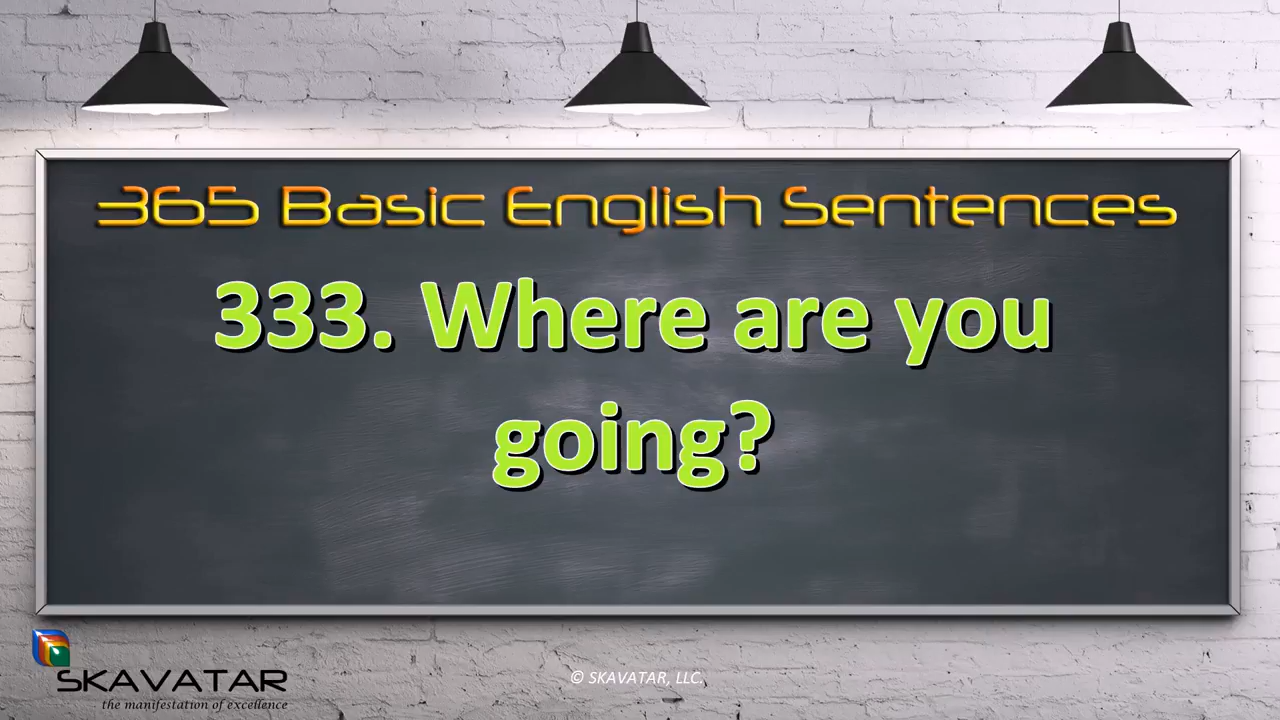 365 Basic English Sentences
333. Where are you
going?
SKAVATAR
the manifestation of excellence
© SKAVATAR, LLC.